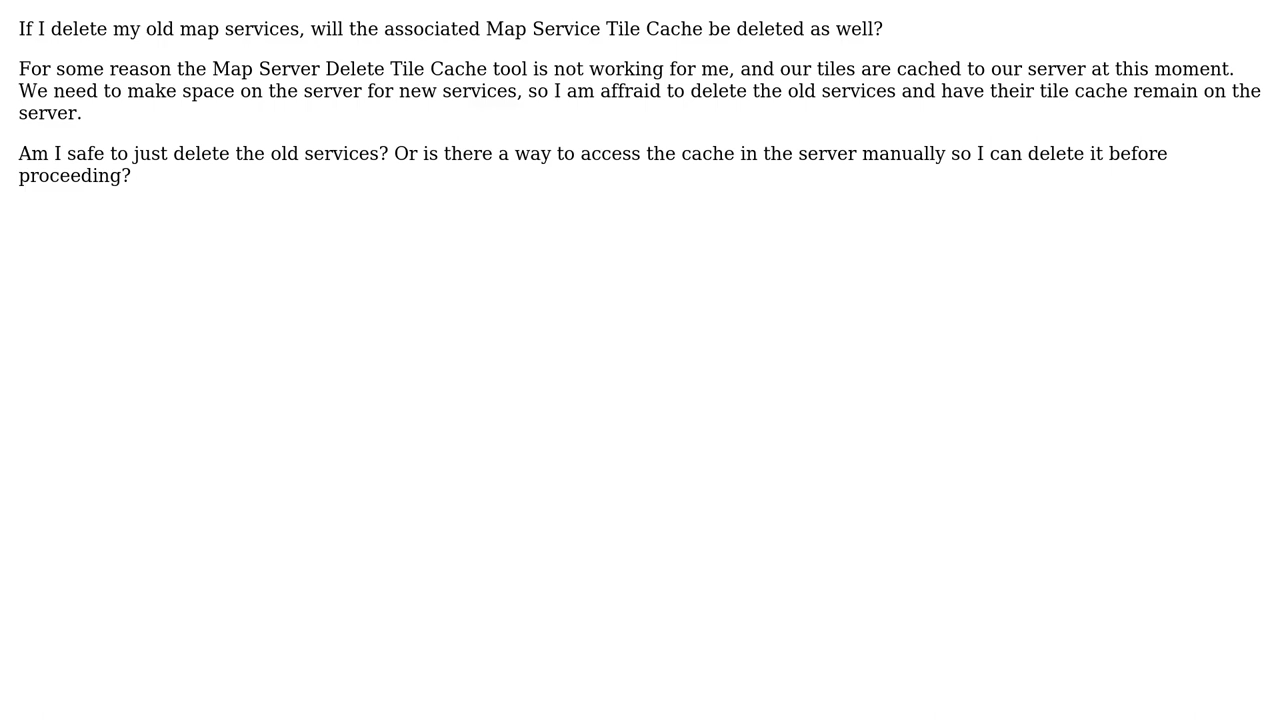 If I delete my old map services, will the associated Map Service Tile Cache be deleted as well?
For some reason the Map Server Delete Tile Cache tool is not working for me, and our tiles are cached to our server at this moment.
We need to make space on the server for new services, so I am affraid to delete the old services and have their tile cache remain on the
server.
Am I safe to just delete the old services? Or is there a way to access the cache in the server manually so I can delete it before
proceeding?